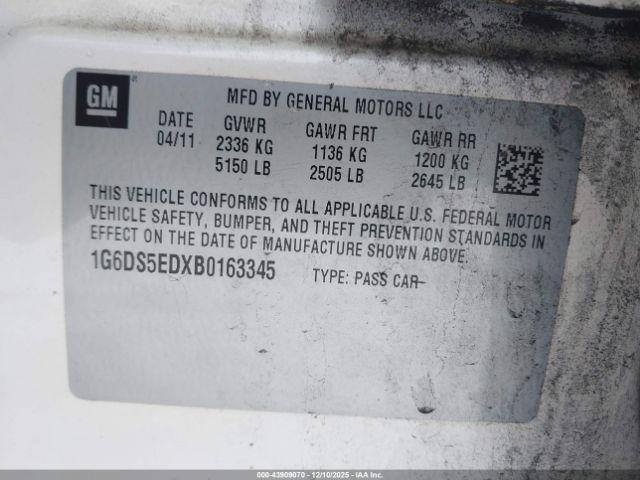 GM
MFD BY GENERAL MOTORS LLC
DATE GVWR GAWR FRT GAWR RR
04/11 2336 KG 1136 KG 1200 KG
5150 LB 2505 LB 2645 LB
THIS VEHICLE CONFORMS TO ALL APPLICABLE U.S. FEDERAL MOTOR
VEHICLE SAFETY, BUMPER, AND THEFT PREVENTION STANDARDS IN
EFFECT ON THE DATE OF MANUFACTURE SHOWN ABOVE.
1G6DS5EDXB0163345 TYPE: PASS CAR
000-43909070 - 12/10/2025 - IAAI.COM